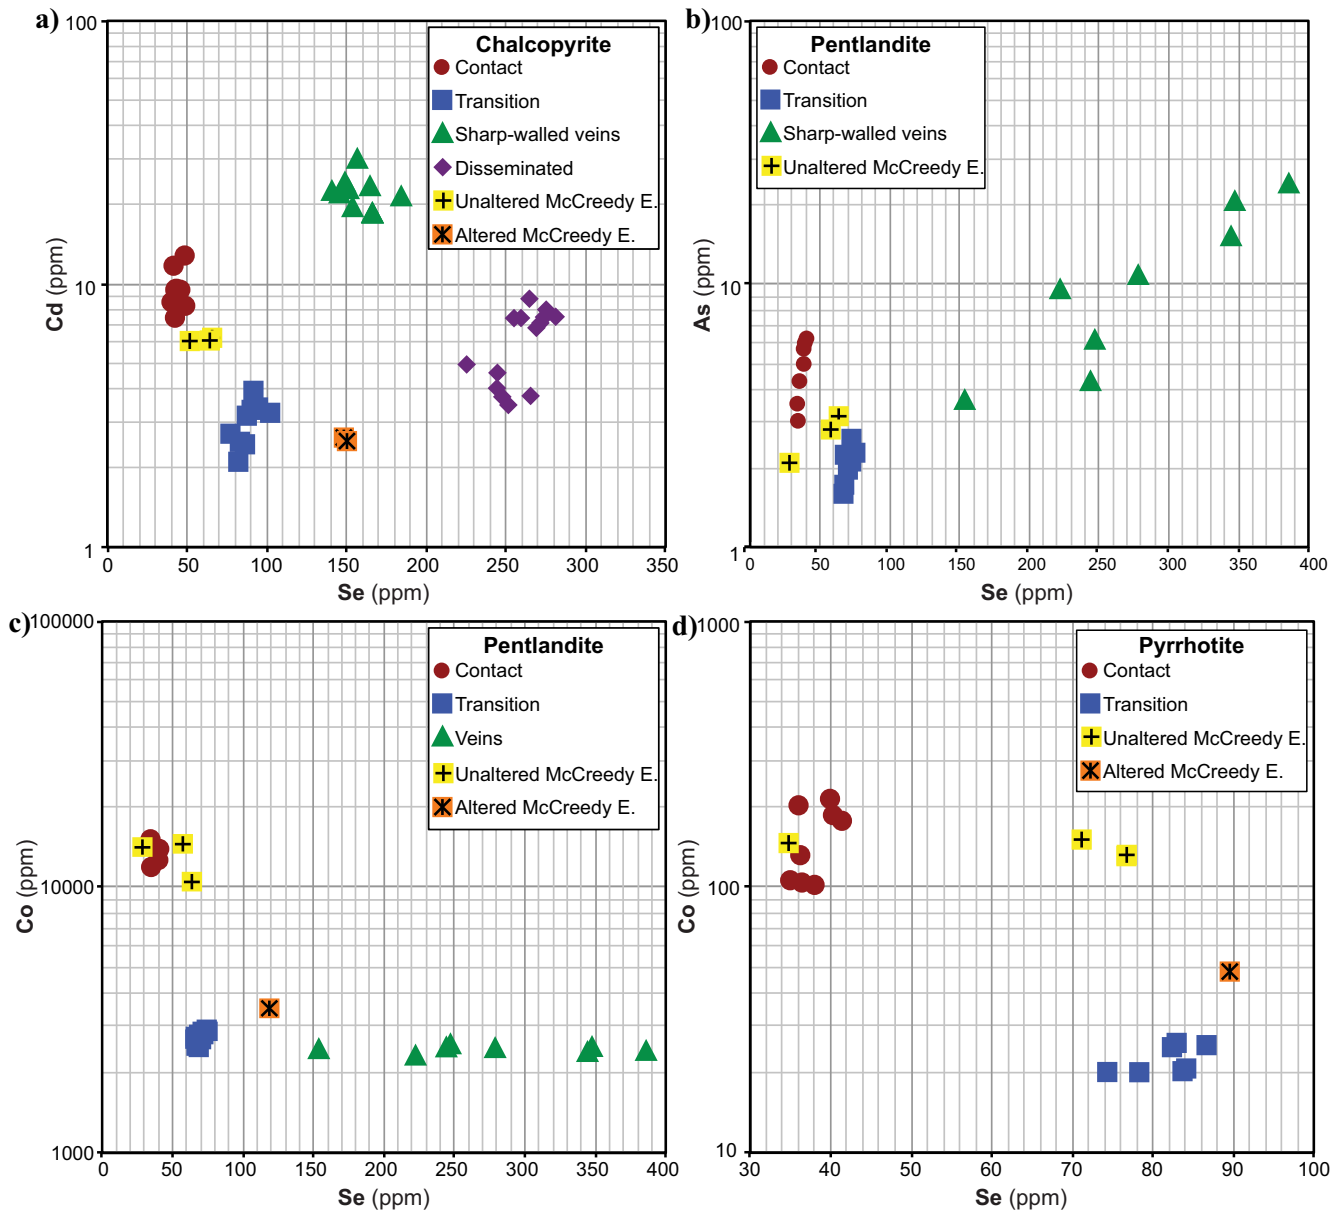 a)
100
10
1
Cd (ppm)
Chalcopyrite
Contact
Transition
Sharp-walled veins
Disseminated
Unaltered McCreedy E.
Altered McCreedy E.
0 50 100 150 200 250 300 350
Se (ppm)
b)
100
10
1
As (ppm)
Pentlandite
Contact
Transition
Sharp-walled veins
Unaltered McCreedy E.
0 50 100 150 200 250 300 350 400
Se (ppm)
c)
100000
10000
1000
Co (ppm)
Pentlandite
Contact
Transition
Veins
Unaltered McCreedy E.
Altered McCreedy E.
0 50 100 150 200 250 300 350 400
Se (ppm)
d)
1000
100
10
Co (ppm)
Pyrrhotite
Contact
Transition
Unaltered McCreedy E.
Altered McCreedy E.
30 40 50 60 70 80 90 100
Se (ppm)